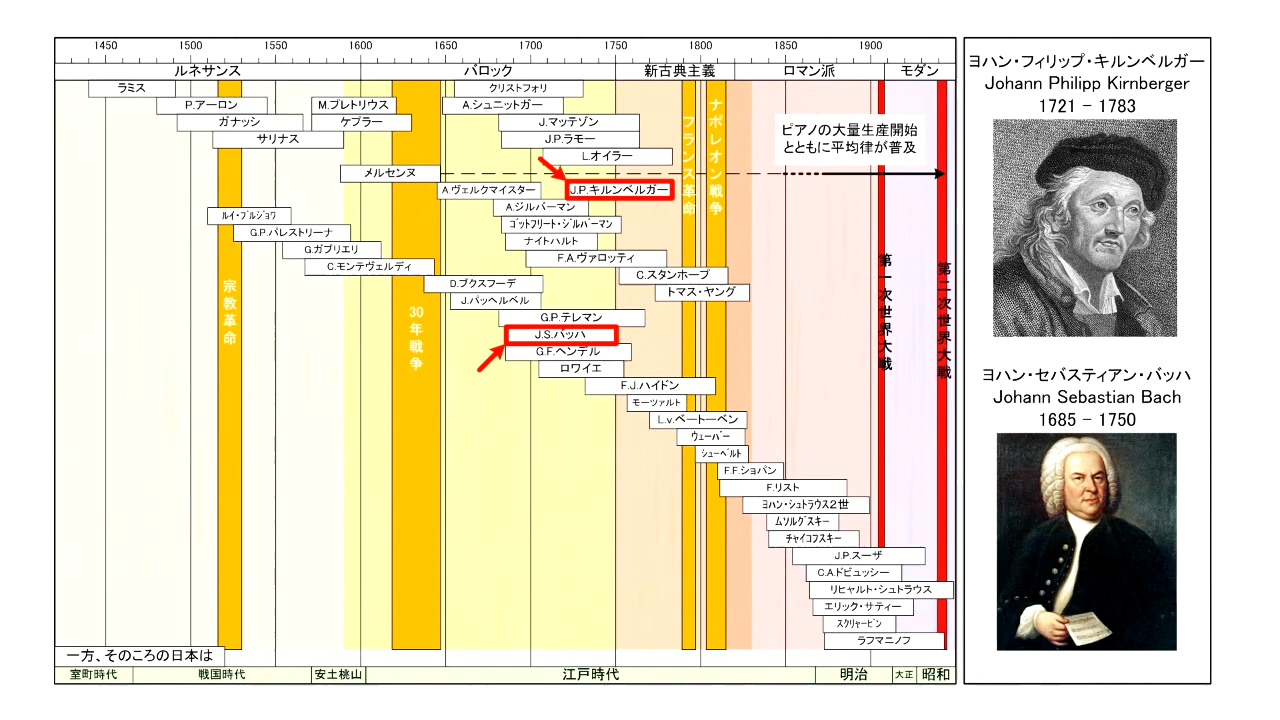 1450 1500 1550 1600 1650 1700 1750 1800 1850 1900
ルネサンス バロック 新古典主義 ロマン派 モダン
ラミス
クリストフォリ
P.アーロン
M.プレトリウス
A.シュニットガー
ガナッシ
ケプラー
J.マッテゾン
サリナス
J.P.ラモー
L.オイラー
メルセンヌ
A.ヴェルクマイスター
J.P.キルンベルガー
A.ジルバーマン
ルイ・ブルジョワ
ゴットフリート・ジルバーマン
G.P.パレストリーナ
ナイトハルト
G.ガブリエリ
F.A.ヴァロッティ
C.モンテヴェルディ
C.スタンホープ
D.ブクスフーデ
トマス・ヤング
J.パッヘルベル
G.P.テレマン
J.S.バッハ
G.F.ヘンデル
ロワイエ
F.J.ハイドン
モーツァルト
L.v.ベートーベン
ウェーバー
シューベルト
F.F.ショパン
F.リスト
ヨハン・シュトラウス2世
ムソルグスキー
チャイコフスキー
J.P.スーザ
C.A.ドビュッシー
リヒャルト・シュトラウス
エリック・サティー
スクリャービン
ラフマニノフ
宗教革命
30年戦争
フランス革命
ナポレオン戦争
第一次世界大戦
第二次世界大戦
ピアノの大量生産開始
とともに平均律が普及
一方、そのころの日本は
室町時代 戦国時代 安土桃山 江戸時代 明治 大正 昭和
ヨハン・フィリップ・キルンベルガー
Johann Philipp Kirnberger
1721 - 1783
ヨハン・セバスティアン・バッハ
Johann Sebastian Bach
1685 - 1750